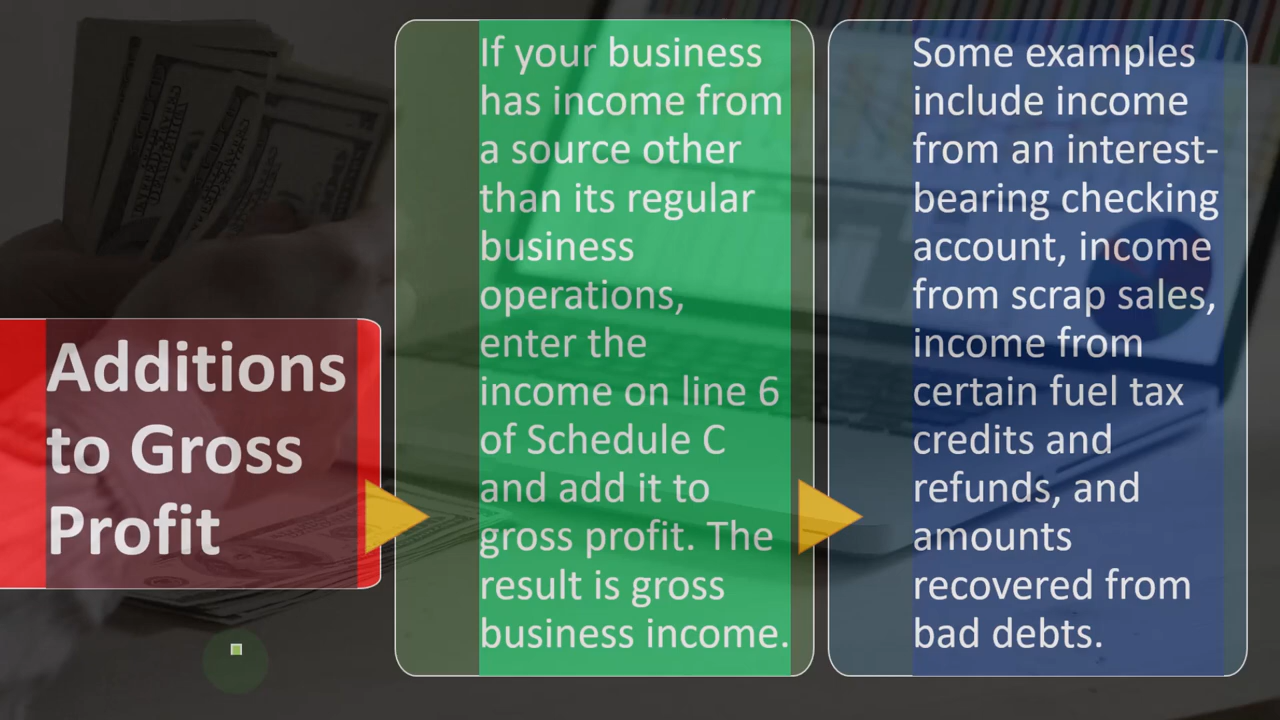 Additions
to Gross
Profit
If your business
has income from
a source other
than its regular
business
operations,
enter the
income on line 6
of Schedule C
and add it to
gross profit. The
result is gross
business income.
Some examples
include income
from an interest-
bearing checking
account, income
from scrap sales,
income from
certain fuel tax
credits and
refunds, and
amounts
recovered from
bad debts.